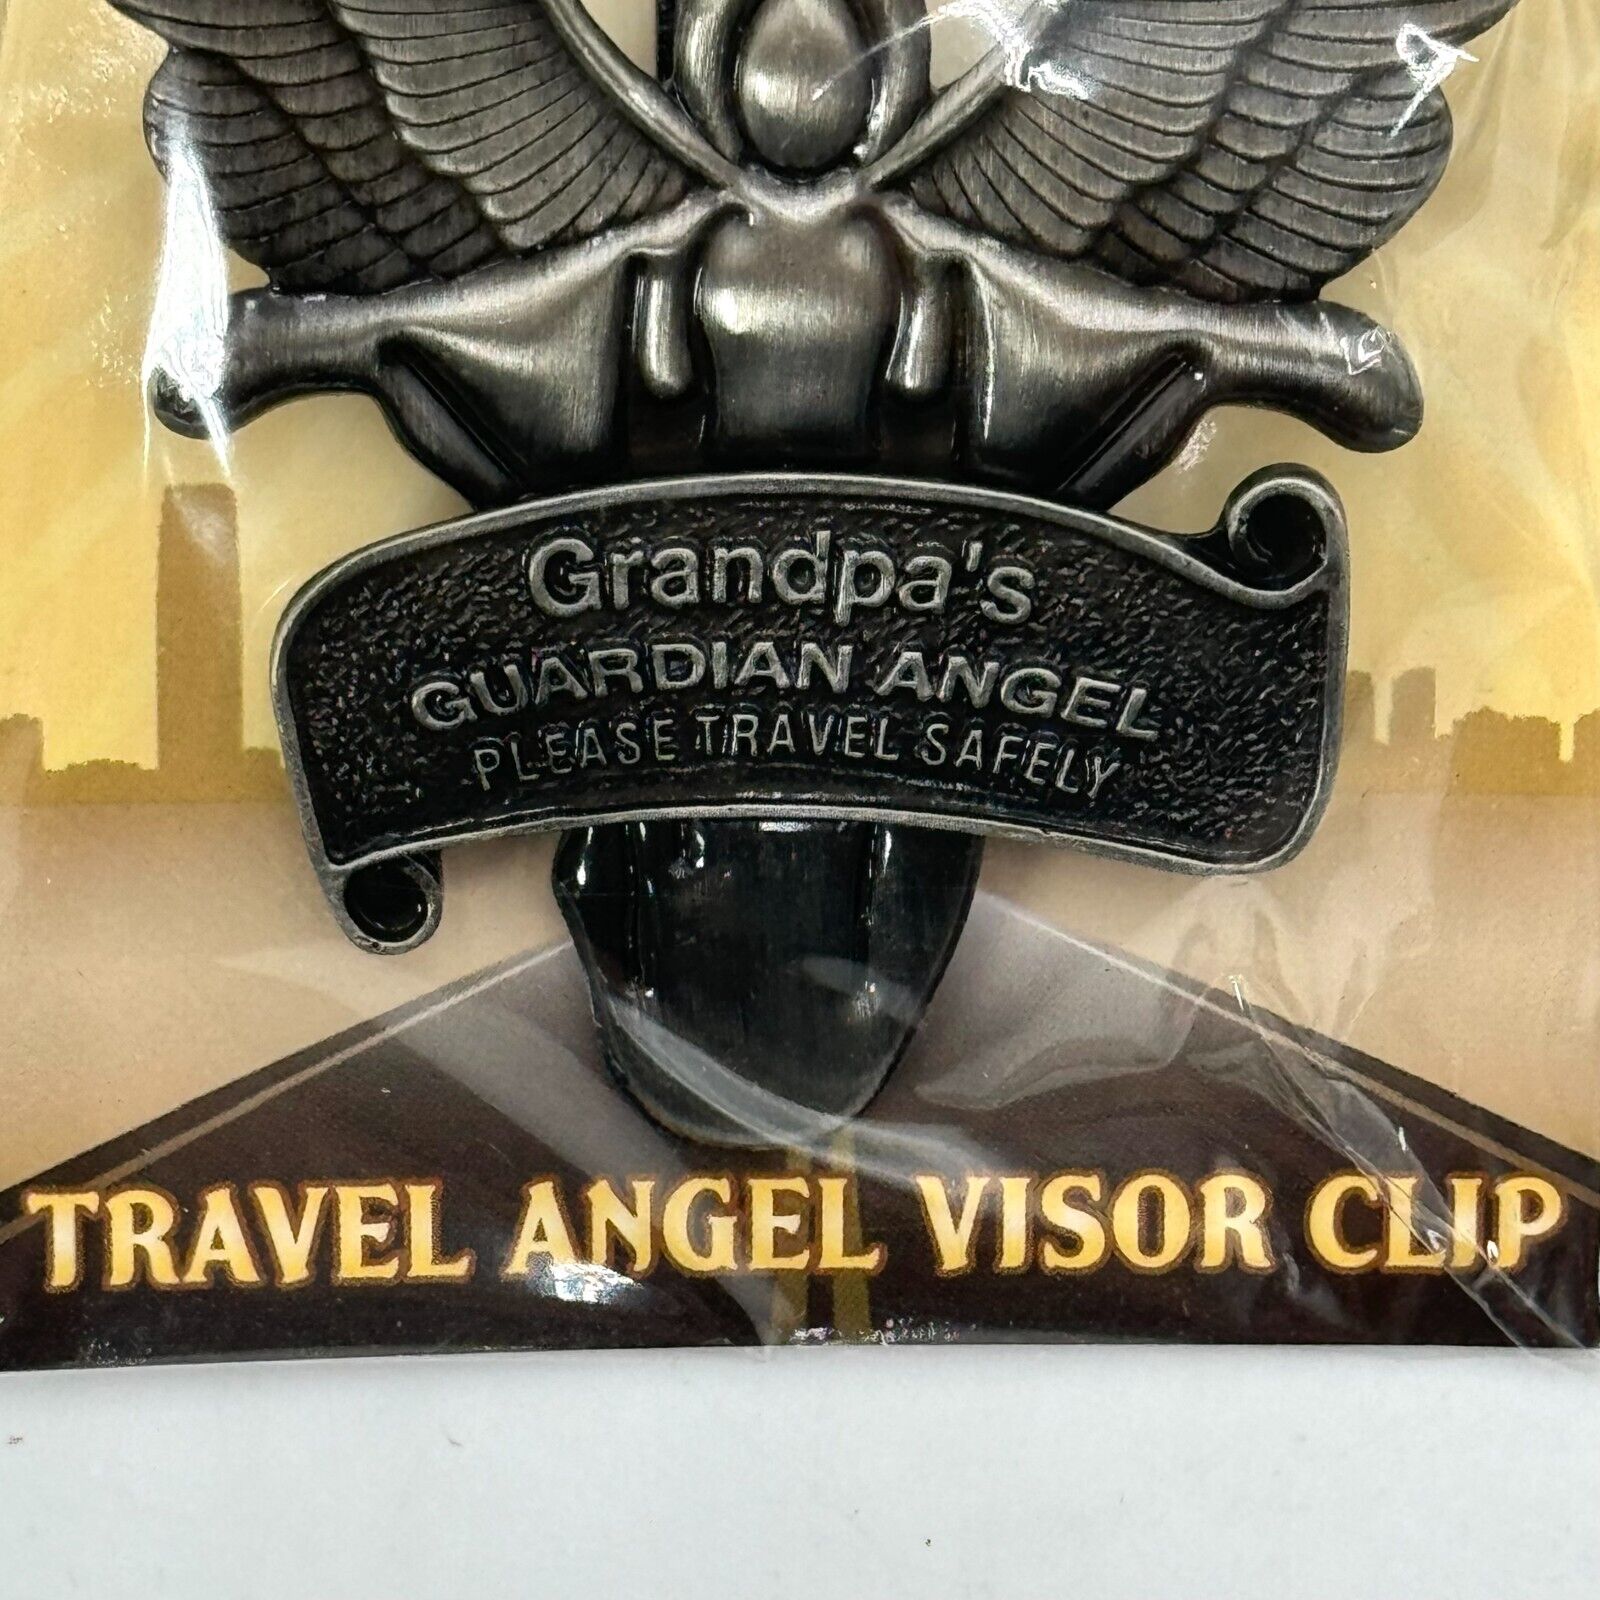 Grandpa's
GUARDIAN ANGEL
PLEASE TRAVEL SAFELY
TRAVEL ANGEL VISOR CLIP